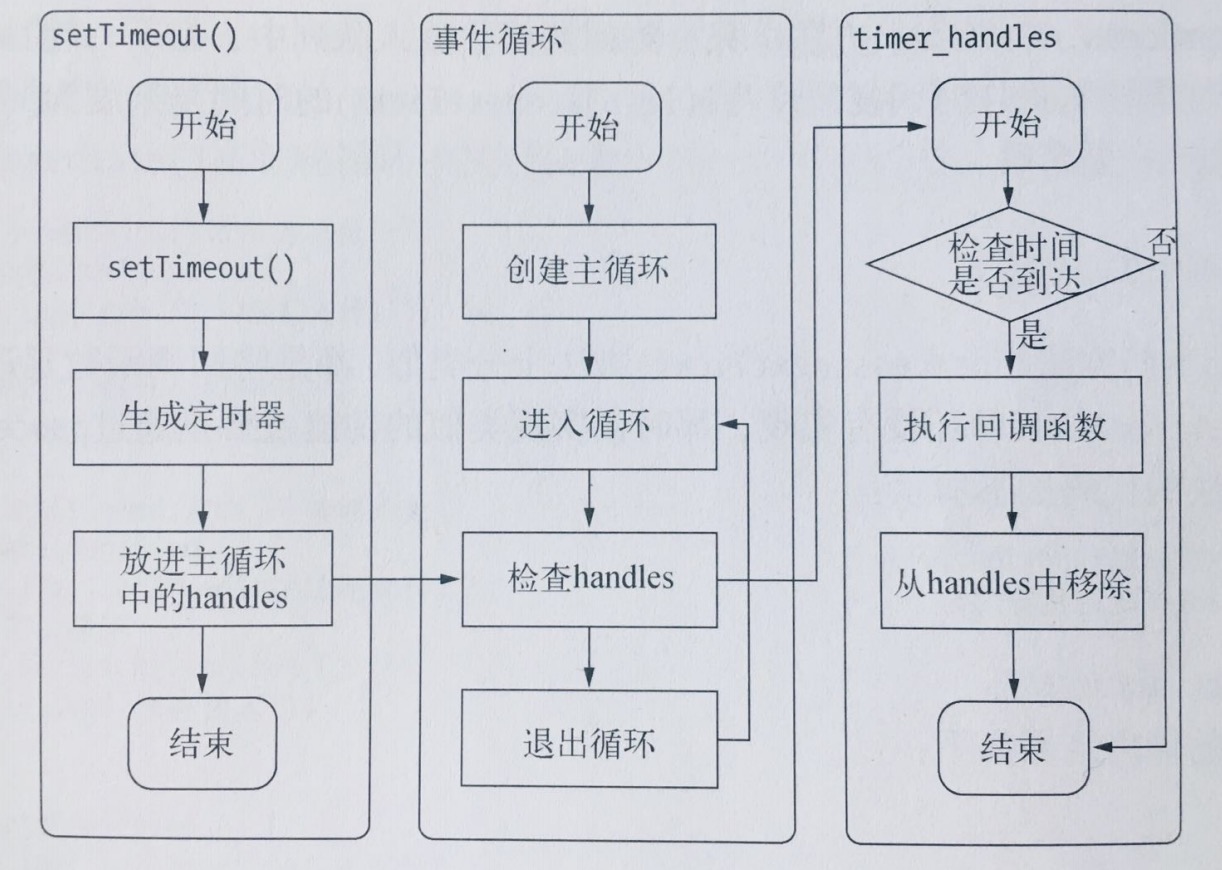 setTimeout()
开始
setTimeout()
生成定时器
放进主循环
中的handles
结束
事件循环
开始
创建主循环
进入循环
检查handles
退出循环
timer_handles
开始
检查时间
是否到达
否
是
执行回调函数
从handles中移除
结束